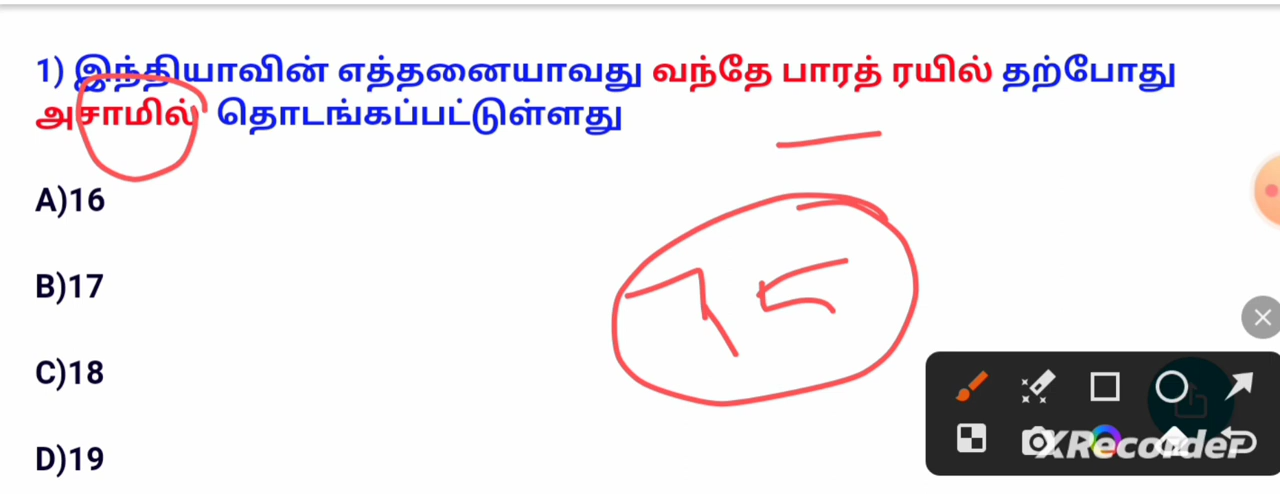 1) இந்தியாவின் எத்தனையாவது வந்தே பாரத் ரயில் தற்போது
அசாமில் தொடங்கப்பட்டுள்ளது
A)16
75
B)17
C)18
D)19
XRecorder